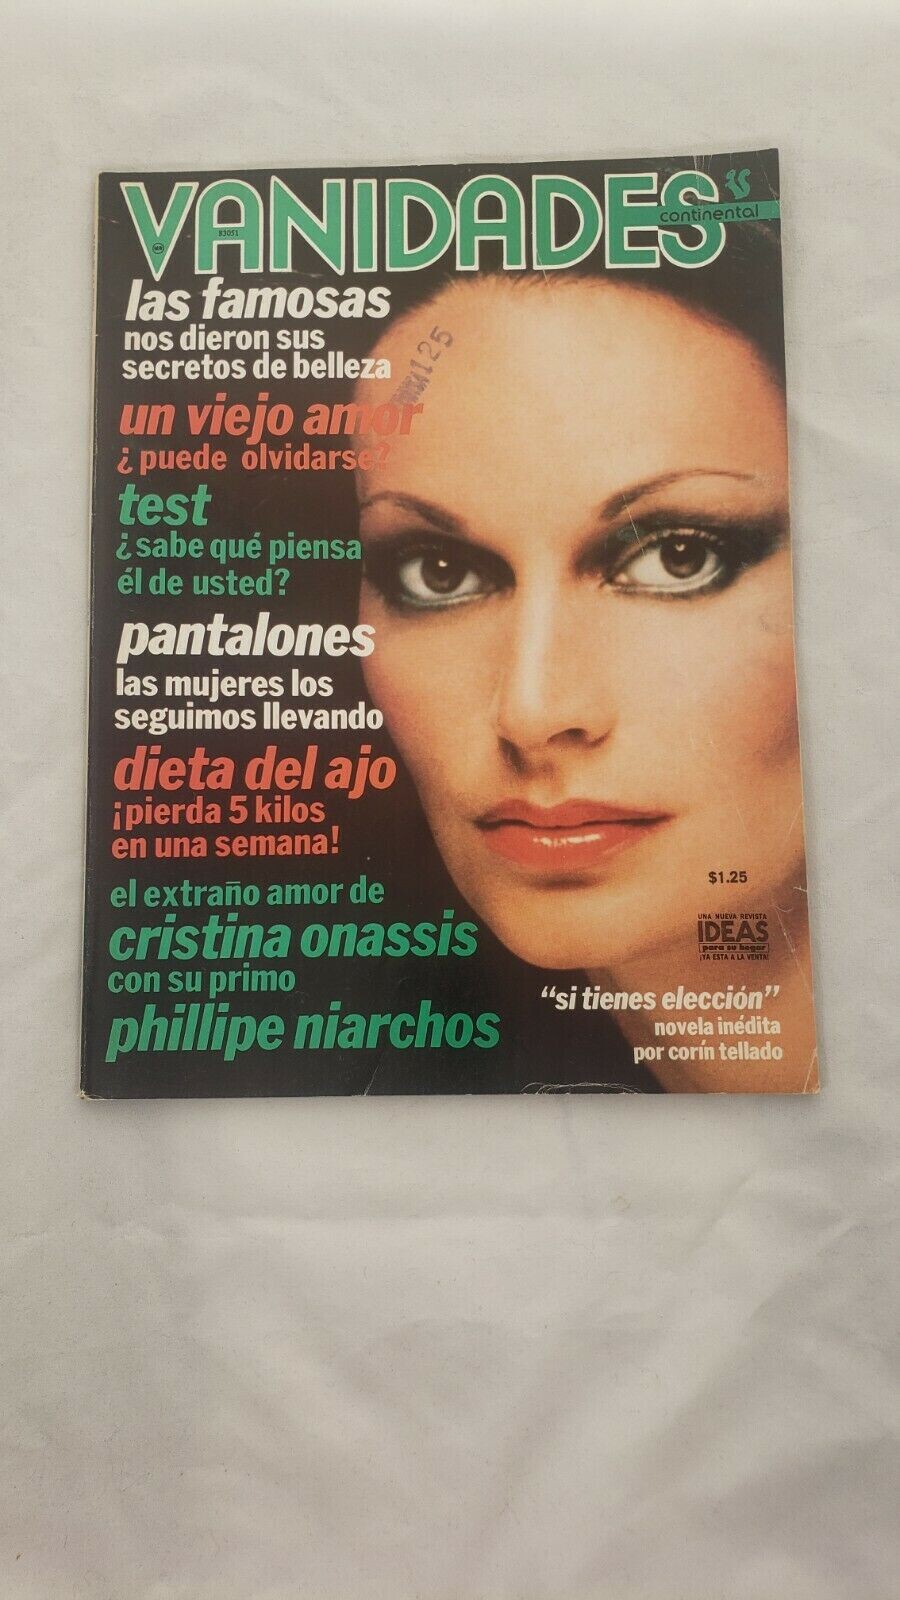 VANIDADES
continental
83051
las famosas
nos dieron sus
secretos de belleza
125
un viejo amor
¿puede olvidarse?
test
¿sabe qué piensa
él de usted?
pantalones
las mujeres los
seguimos llevando
dieta del ajo
¡pierda 5 kilos
en una semana!
el extraño amor de
cristina onassis
con su primo
phillipe niarchos
$1.25
UNA NUEVA REVISTA
IDEAS
para su hogar
¡YA ESTA A LA VENTA!
"si tienes elección"
novela inédita
por corín tellado